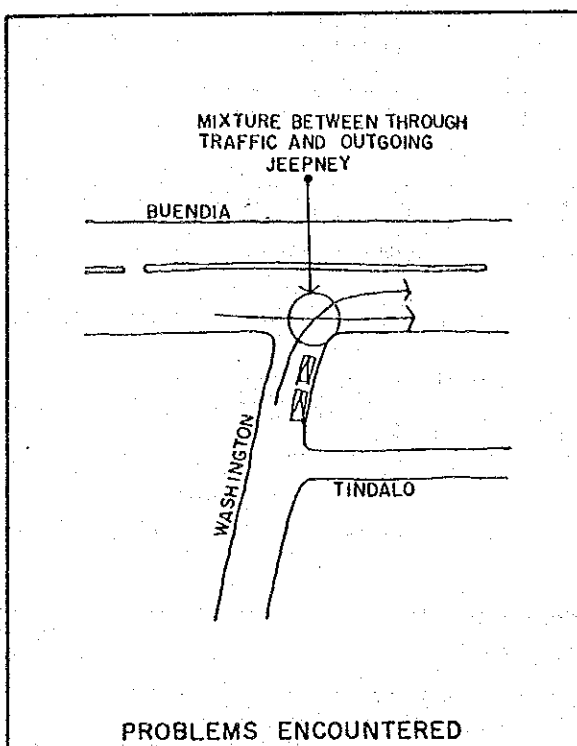 MIXTURE BETWEEN THROUGH
TRAFFIC AND OUTGOING
JEEPNEY
BUENDIA
WASHINGTON
TINDALO
PROBLEMS ENCOUNTERED